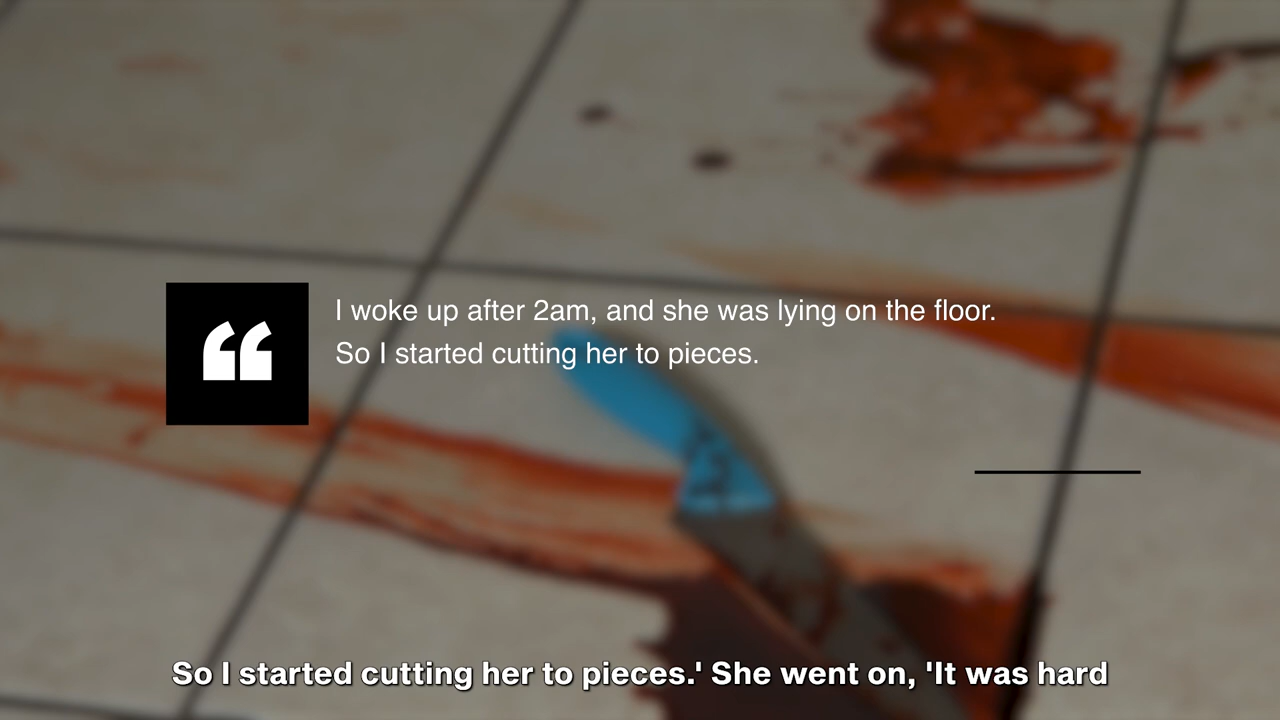 I woke up after 2am, and she was lying on the floor.
So I started cutting her to pieces.
So I started cutting her to pieces.' She went on, 'It was hard